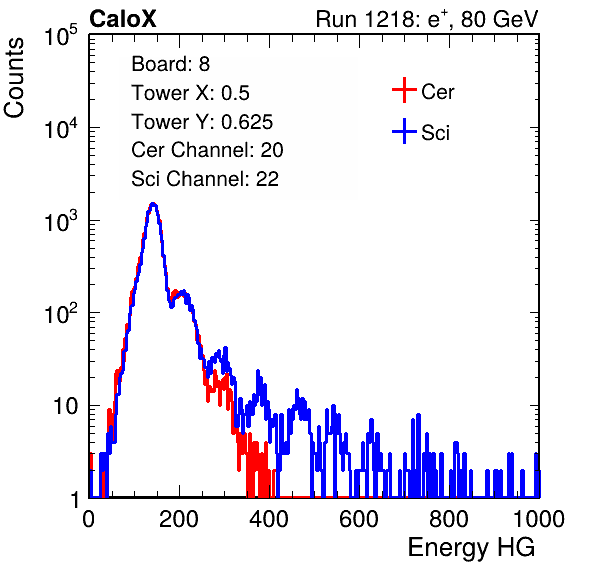 CaloX Run 1218: e⁺, 80 GeV
Counts
10⁵
10⁴
10³
10²
10
1
Board: 8
Tower X: 0.5
Tower Y: 0.625
Cer Channel: 20
Sci Channel: 22
Cer
Sci
0 200 400 600 800 1000
Energy HG